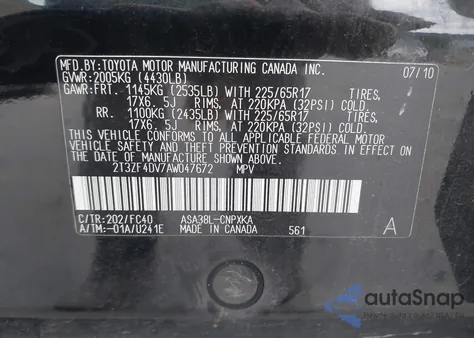 MFD.BY: TOYOTA MOTOR MANUFACTURING CANADA INC. 07/10
GVWR: 2005KG (4430LB)
GAWR: FRT. 1145KG (2535LB) WITH 225/65R17 TIRES,
17X6. 5J RIMS, AT 220KPA (32PSI) COLD.
RR. 1100KG (2435LB) WITH 225/65R17 TIRES,
17X6. 5J RIMS, AT 220KPA (32PSI) COLD.
THIS VEHICLE CONFORMS TO ALL APPLICABLE FEDERAL MOTOR
VEHICLE SAFETY AND THEFT PREVENTION STANDARDS IN EFFECT
ON THE DATE OF MANUFACTURE SHOWN ABOVE.
2T3ZF4DV7AW047672 MPV
C/TR: 202/FC40 ASA38L-CNPXKA A
A/TM: -01A/U241E MADE IN CANADA 561
autoSnap